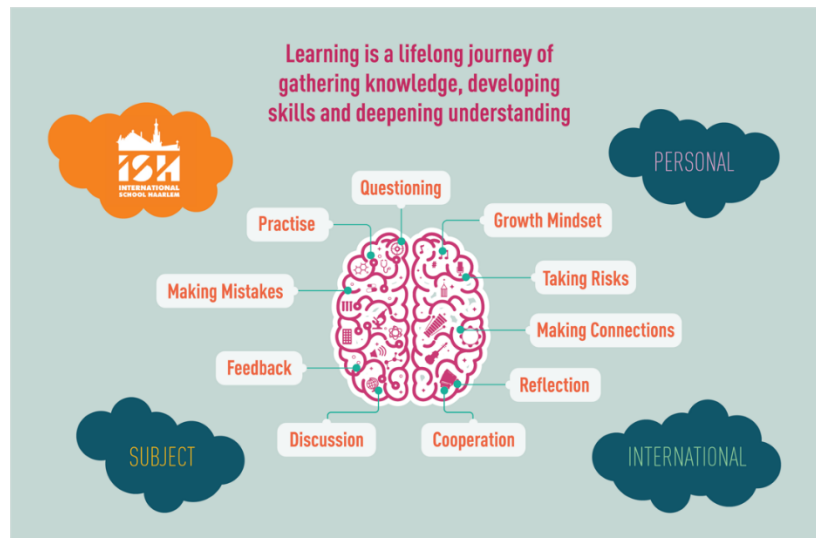 Learning is a lifelong journey of
gathering knowledge, developing
skills and deepening understanding
ISH
INTERNATIONAL
SCHOOL HAARLEM
PERSONAL
Questioning
Practise
Growth Mindset
Making Mistakes
Taking Risks
Making Connections
Feedback
Reflection
Discussion
Cooperation
SUBJECT
INTERNATIONAL